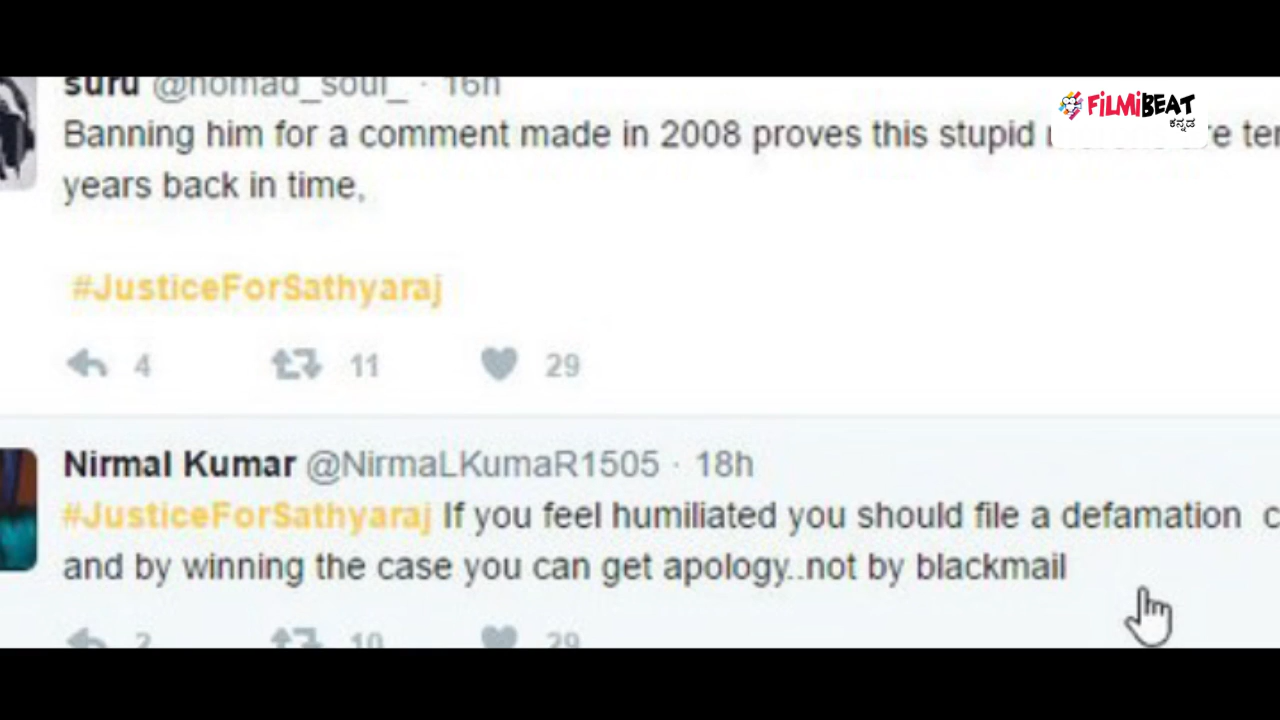 suru @nomad_soul_ · 16h
FiLMiBEAT
ಕನ್ನಡ
Banning him for a comment made in 2008 proves this stupid
years back in time,
#JusticeForSathyaraj
4 11 29
Nirmal Kumar @NirmaLKumaR1505 · 18h
#JusticeForSathyaraj If you feel humiliated you should file a defamation c
and by winning the case you can get apology..not by blackmail
2 10 29